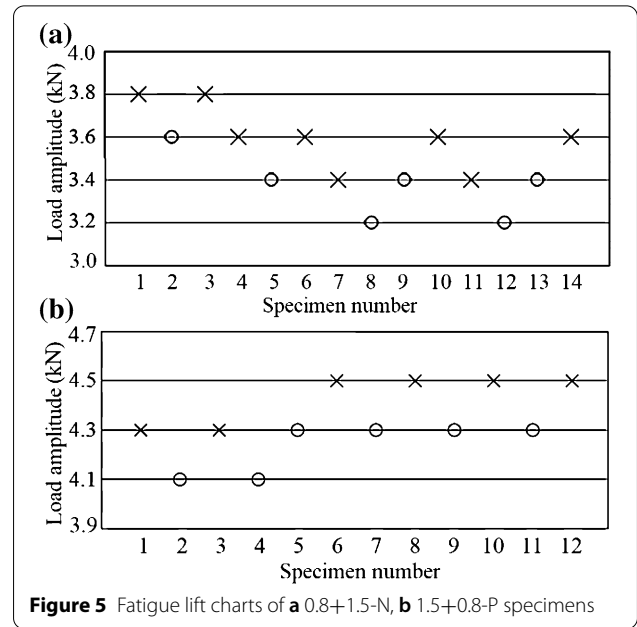 (a)
Load amplitude (kN)
4.0
3.8
3.6
3.4
3.2
3.0
1 2 3 4 5 6 7 8 9 10 11 12 13 14
Specimen number
(b)
Load amplitude (kN)
4.7
4.5
4.3
4.1
3.9
1 2 3 4 5 6 7 8 9 10 11 12
Specimen number
Figure 5 Fatigue lift charts of a 0.8+1.5-N, b 1.5+0.8-P specimens